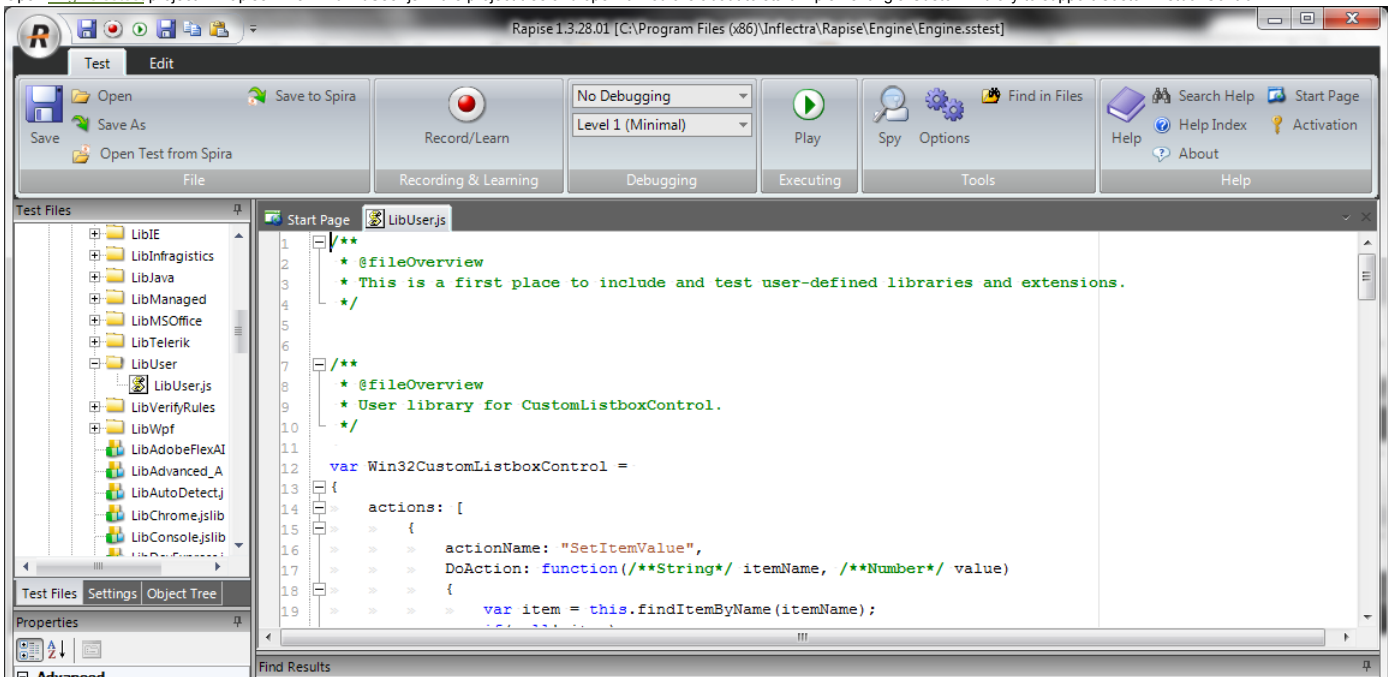 Rapise 1.3.28.01 [C:\Program Files (x86)\Inflectra\Rapise\Engine\Engine.sstest]
Test Edit
Save
Open
Save As
Open Test from Spira
Save to Spira
File
Record/Learn
Recording & Learning
No Debugging
Level 1 (Minimal)
Debugging
Play
Executing
Spy
Options
Find in Files
Tools
Help
Search Help
Help Index
About
Start Page
Activation
Help
Test Files
LibIE
LibInfragistics
LibJava
LibManaged
LibMSOffice
LibTelerik
LibUser
LibUser.js
LibVerifyRules
LibWpf
LibAdobeFlexAI
LibAdvanced_A
LibAutoDetect.j
LibChrome.jslib
LibConsole.jslib
Test Files Settings Object Tree
Properties
Advanced
Start Page LibUser.js
1 /**
2 * @fileOverview
3 * This is a first place to include and test user-defined libraries and extensions.
4 */
5
6
7 /**
8 * @fileOverview
9 * User library for CustomListboxControl.
10 */
11
12 var Win32CustomListboxControl =
13 {
14 actions: [
15 {
16 actionName: "SetItemValue",
17 DoAction: function(/**String*/ itemName, /**Number*/ value)
18 {
19 var item = this.findItemByName(itemName);
Find Results